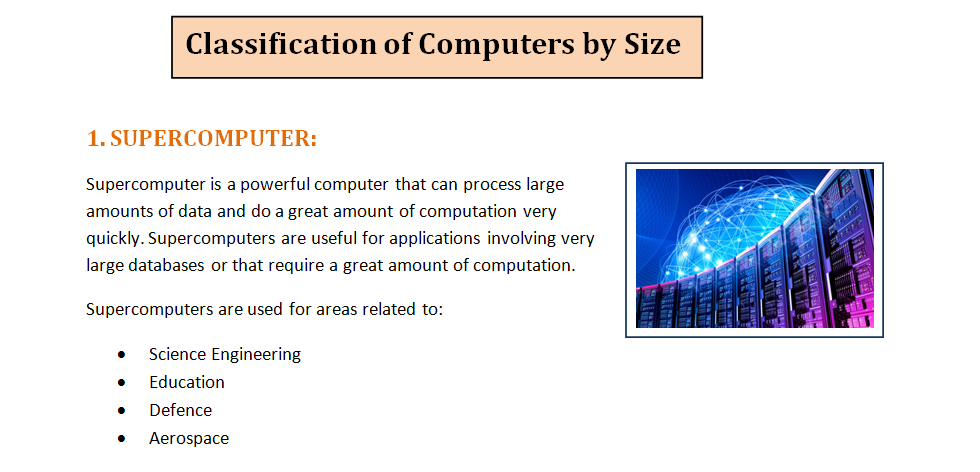 Classification of Computers by Size
1. SUPERCOMPUTER:
Supercomputer is a powerful computer that can process large
amounts of data and do a great amount of computation very
quickly. Supercomputers are useful for applications involving very
large databases or that require a great amount of computation.
Supercomputers are used for areas related to:
• Science Engineering
• Education
• Defence
• Aerospace